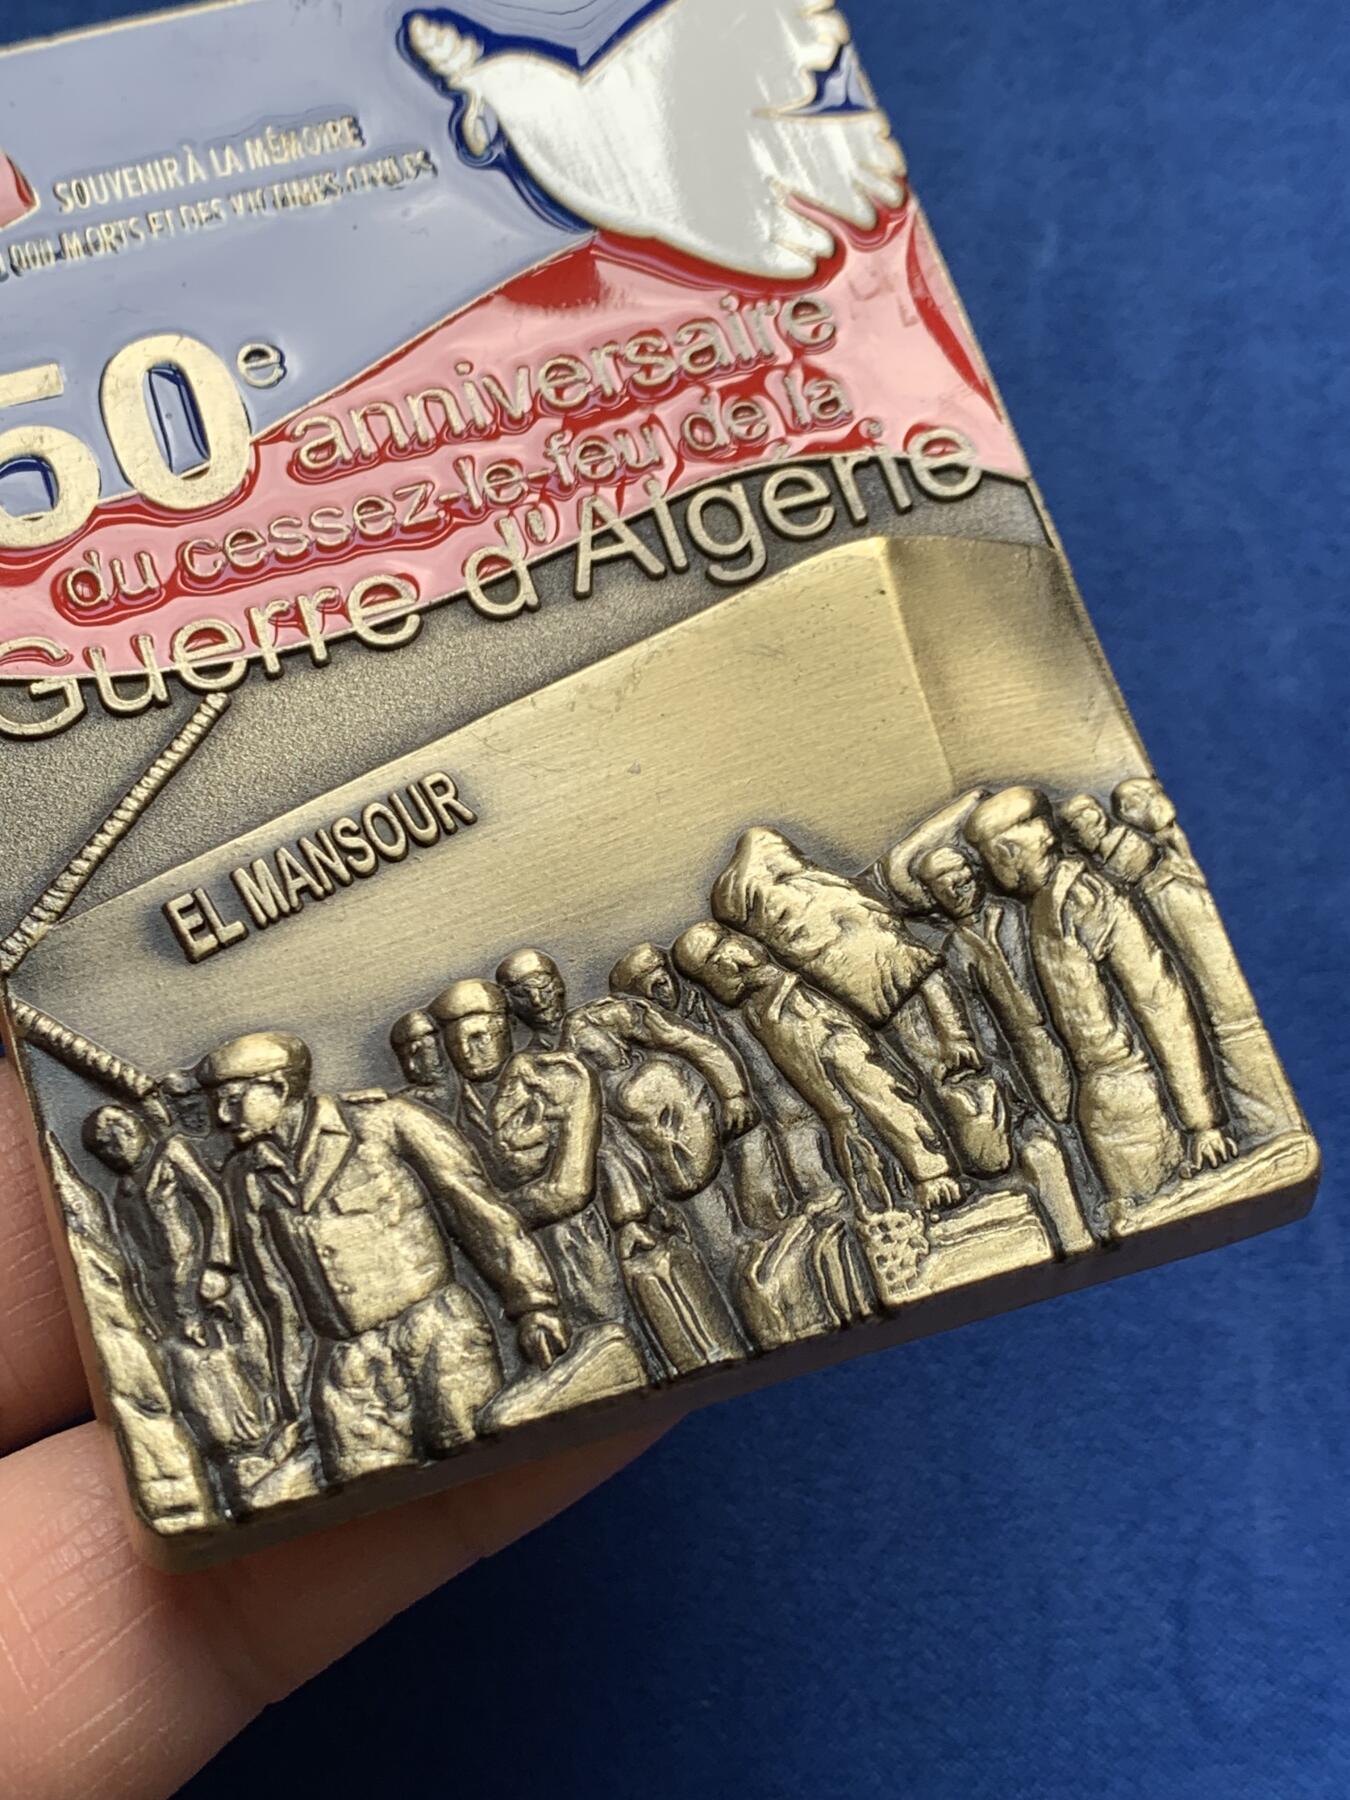 SOUVENIR À LA MÉMOIRE
000 MORTS ET DES VICTIMES CIVILES
50e anniversaire
du cessez-le-feu de la
Guerre d'Algérie
EL MANSOUR